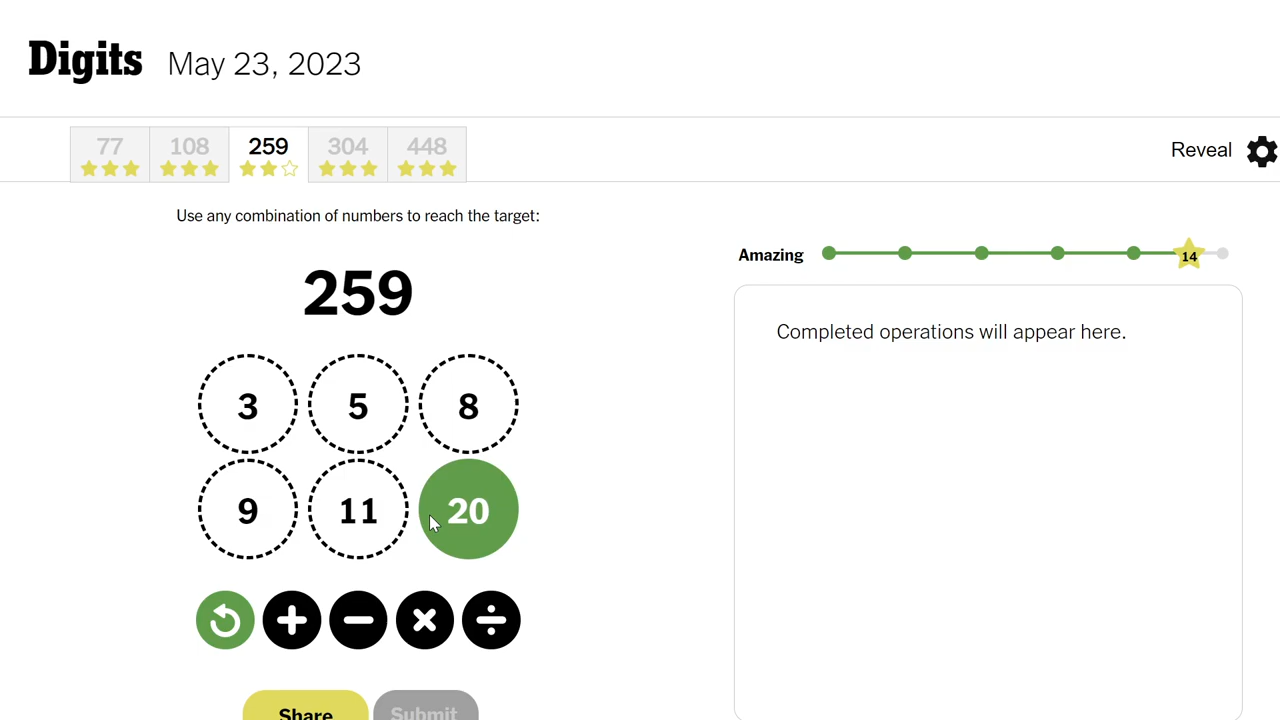 Digits May 23, 2023
77 108 259 304 448
Reveal
Use any combination of numbers to reach the target:
259
Amazing 14
Completed operations will appear here.
3 5 8
9 11 20
+ − × ÷
Share Submit